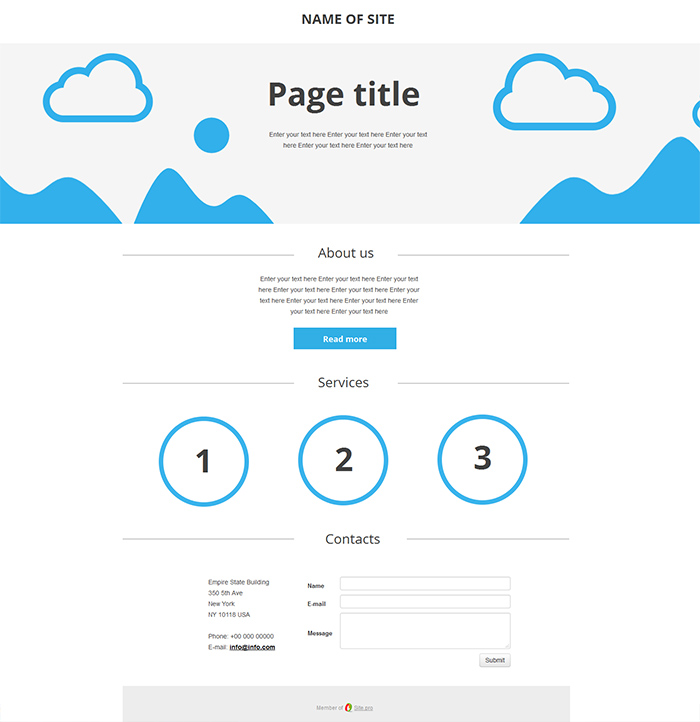 NAME OF SITE
Page title
Enter your text here Enter your text here Enter your text
here Enter your text here Enter your text here
About us
Enter your text here Enter your text here Enter your text
here Enter your text here Enter your text here Enter your
text here Enter your text here Enter your text here Enter
your text here Enter your text here
Read more
Services
1 2 3
Contacts
Empire State Building
350 5th Ave
New York
NY 10118 USA
Phone: +00 000 00000
E-mail: info@info.com
Name
E-mail
Message
Submit
Member of Site.pro